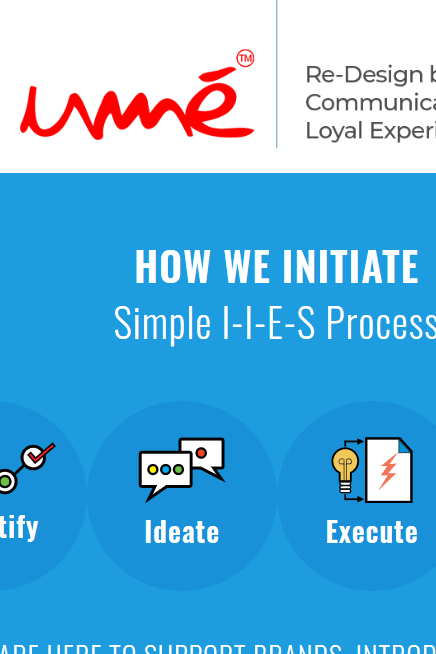 umé™
Re-Design b
Communica
Loyal Experi
HOW WE INITIATE
Simple I-I-E-S Process
tify
Ideate
Execute
ARE HERE TO SUPPORT BRANDS, INTROD